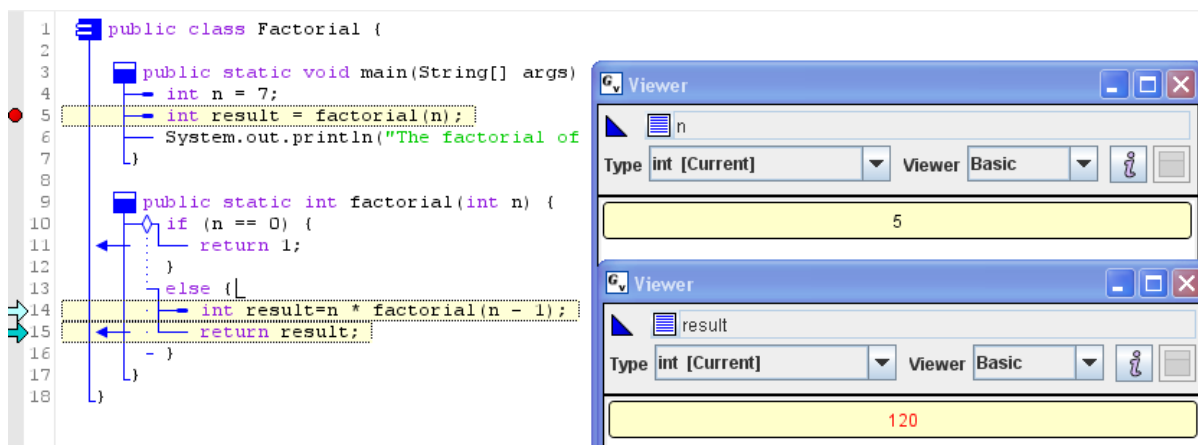 1 public class Factorial {
2
3 public static void main(String[] args)
4 int n = 7;
5 int result = factorial(n);
6 System.out.println("The factorial of
7 }
8
9 public static int factorial(int n) {
10 if (n == 0) {
11 return 1;
12 }
13 else {
14 int result=n * factorial(n - 1);
15 return result;
16 }
17 }
18 }
Gv Viewer
n
Type int [Current] Viewer Basic i
5
Gv Viewer
result
Type int [Current] Viewer Basic i
120